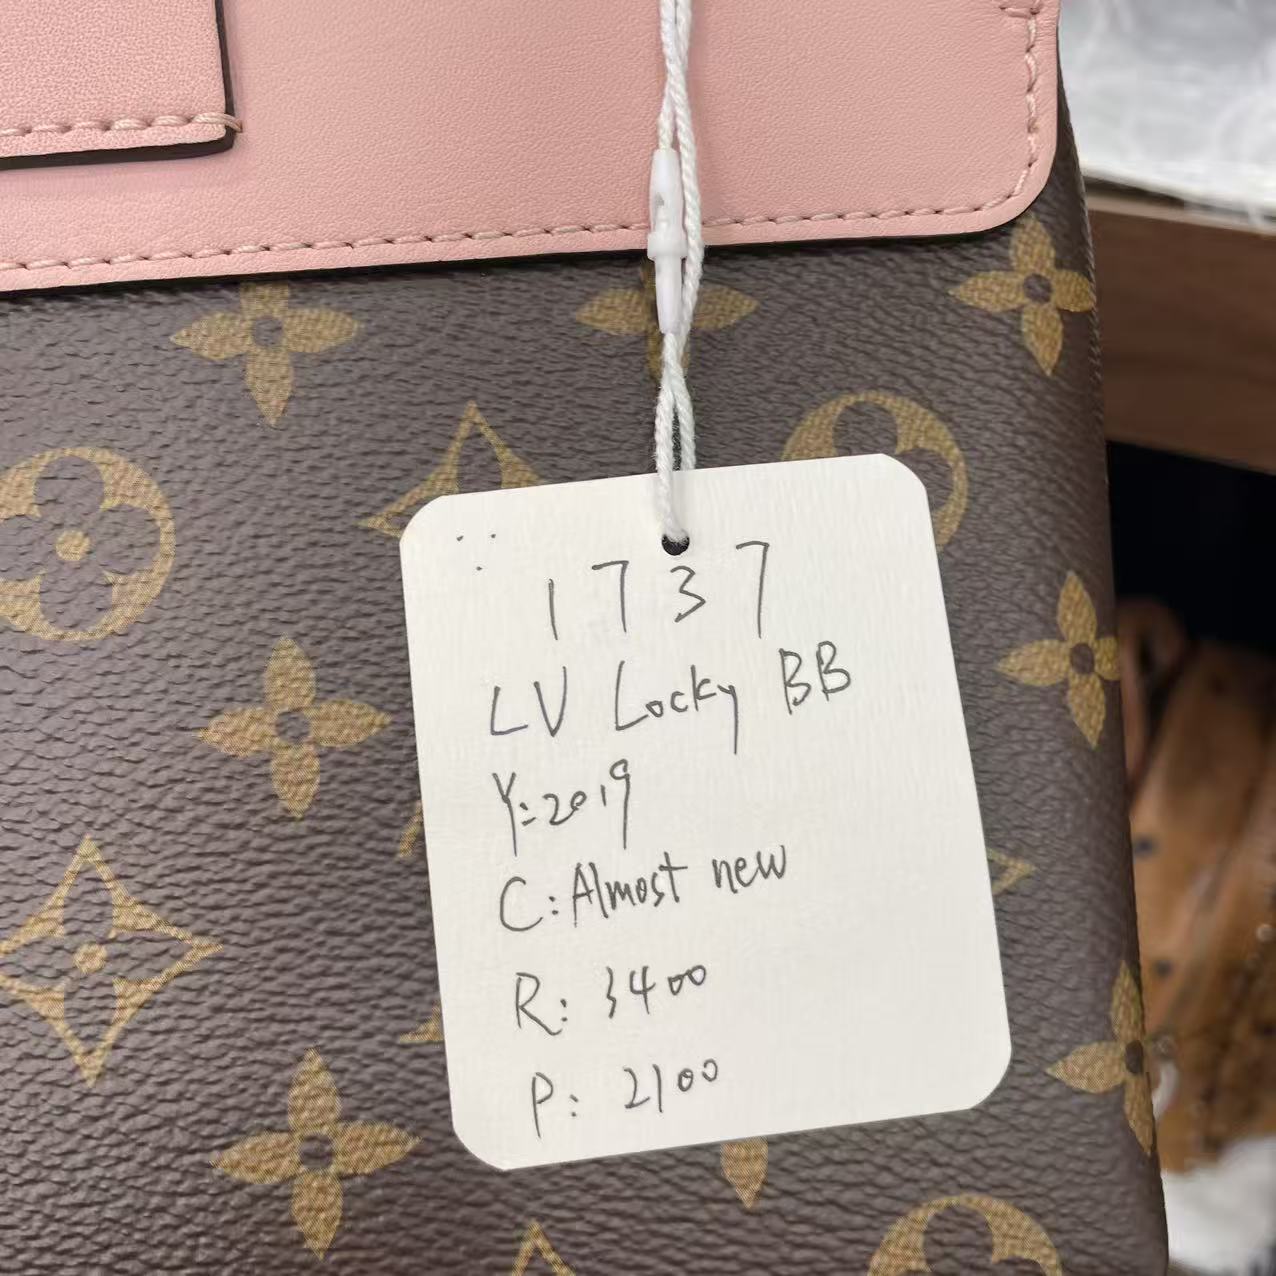 1737
LV Locky BB
Y: 2019
C: Almost new
R: 3400
P: 2100